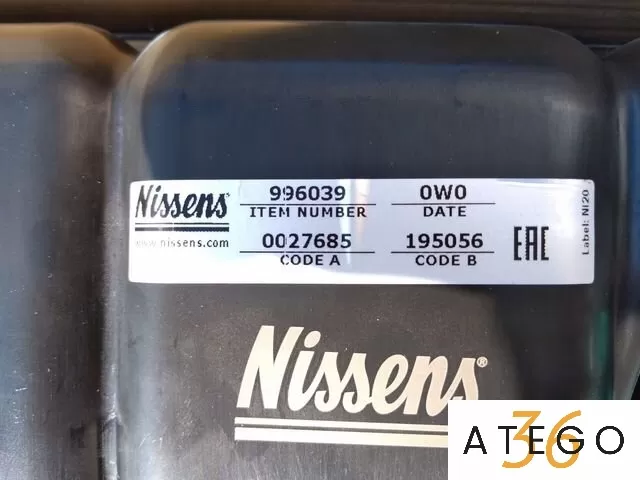 Nissens®
www.nissens.com
996039
ITEM NUMBER
0W0
DATE
0027685
CODE A
195056
CODE B
EAC
Label: Ni20
Nissens®
ATEGO
36